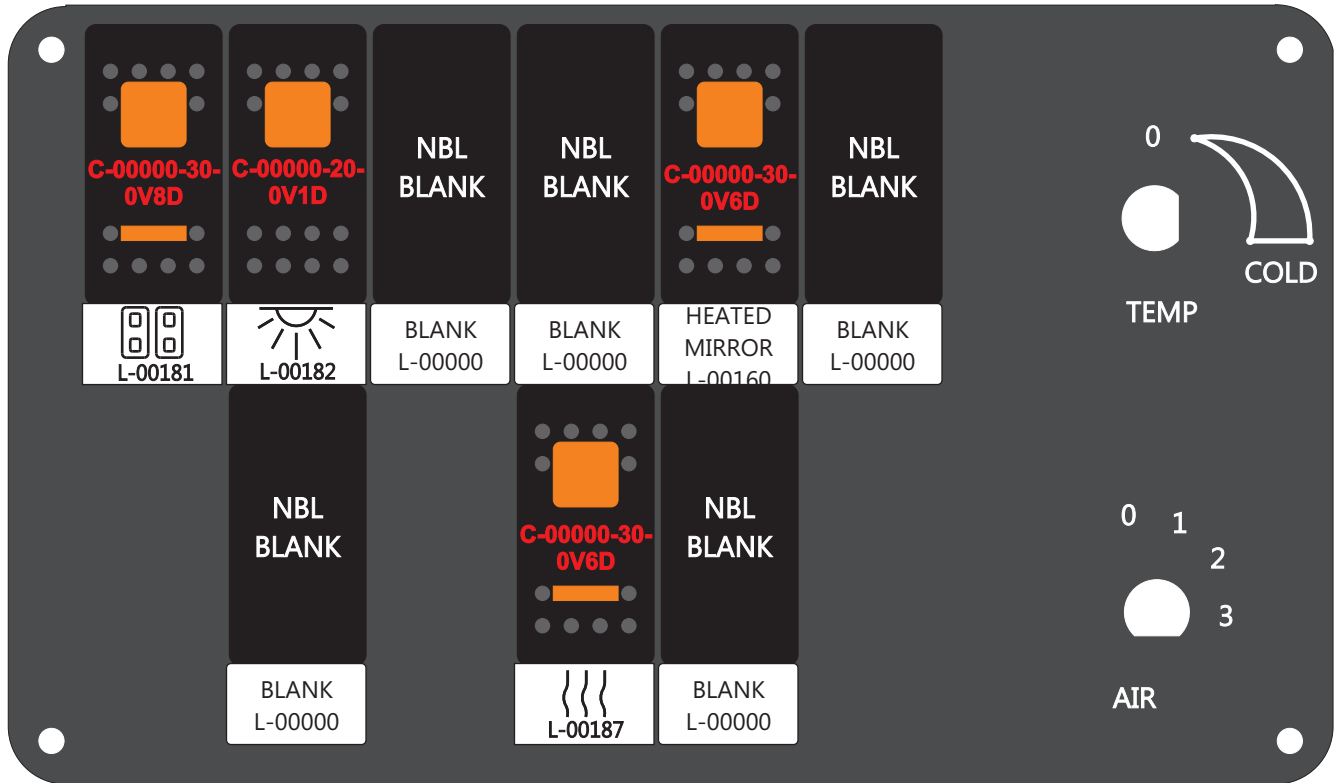 C-00000-30-
0V8D
C-00000-20-
0V1D
NBL
BLANK
NBL
BLANK
C-00000-30-
0V6D
NBL
BLANK
0
COLD
TEMP
L-00181
L-00182
BLANK
L-00000
BLANK
L-00000
HEATED
MIRROR
L-00160
BLANK
L-00000
NBL
BLANK
C-00000-30-
0V6D
NBL
BLANK
0
1
2
3
AIR
BLANK
L-00000
L-00187
BLANK
L-00000